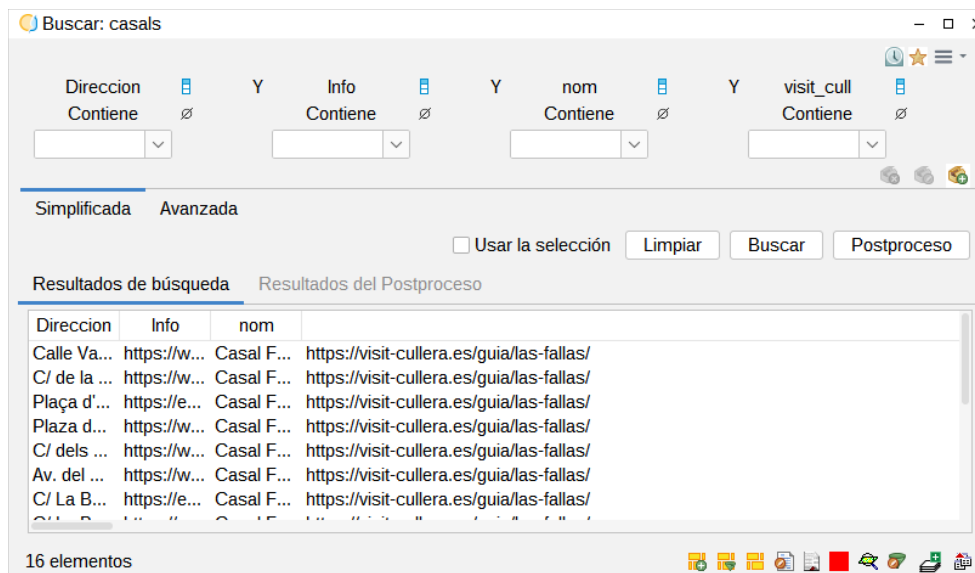 Buscar: casals
Direccion Y Info Y nom Y visit_cull
Contiene Contiene Contiene Contiene
Simplificada Avanzada
Usar la selección Limpiar Buscar Postproceso
Resultados de búsqueda Resultados del Postproceso
Direccion Info nom
Calle Va... https://w... Casal F... https://visit-cullera.es/guia/las-fallas/
C/ de la ... https://w... Casal F... https://visit-cullera.es/guia/las-fallas/
Plaça d'... https://e... Casal F... https://visit-cullera.es/guia/las-fallas/
Plaza d... https://w... Casal F... https://visit-cullera.es/guia/las-fallas/
C/ dels ... https://w... Casal F... https://visit-cullera.es/guia/las-fallas/
Av. del ... https://w... Casal F... https://visit-cullera.es/guia/las-fallas/
C/ La B... https://e... Casal F... https://visit-cullera.es/guia/las-fallas/
16 elementos